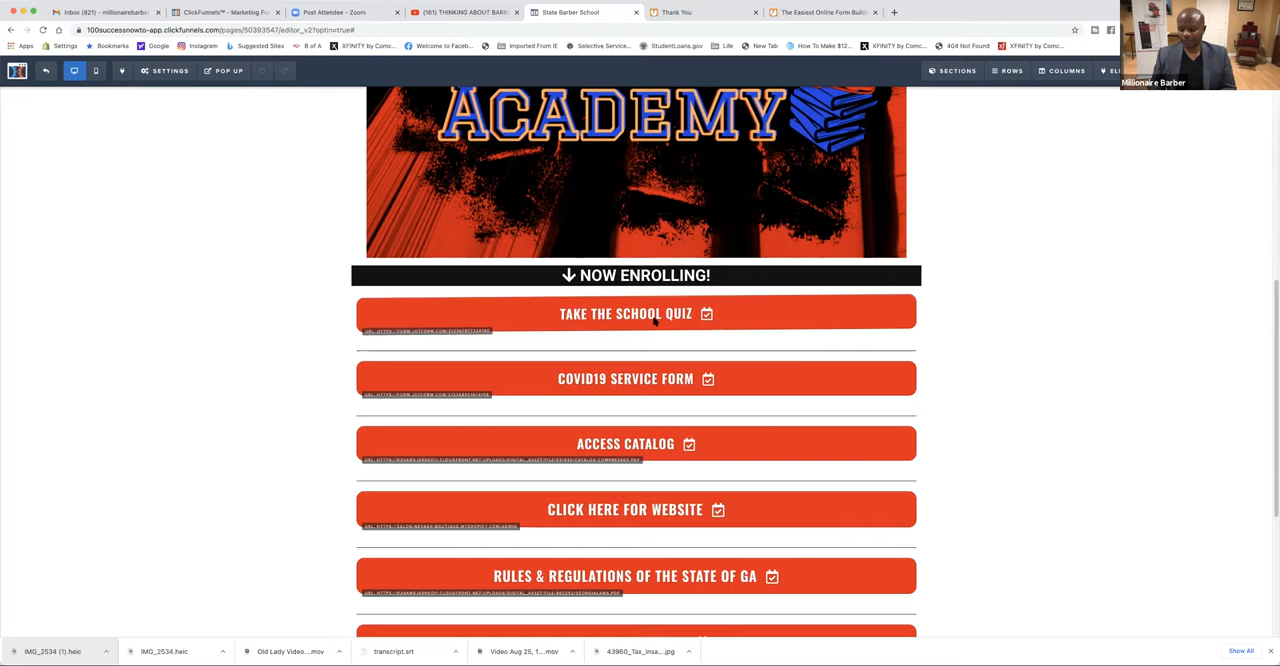 Inbox (821) - millionairebarbe
ClickFunnels™ - Marketing Fu
Post Attendee - Zoom
(161) THINKING ABOUT BARB
State Barber School
Thank You
The Easiest Online Form Build
100successnowto-app.clickfunnels.com/pages/50393547/editor_v2?optin=true#
Apps
Settings
Bookmarks
Google
Instagram
Suggested Sites
B of A
XFINITY by Comc...
Welcome to Faceb...
Imported From IE
Selective Service...
StudentLoans.gov
Life
New Tab
How To Make $12...
XFINITY by Comc...
404 Not Found
XFINITY by Comc...
SETTINGS
POP UP
SECTIONS
ROWS
COLUMNS
Millionaire Barber
ACADEMY
NOW ENROLLING!
TAKE THE SCHOOL QUIZ
COVID19 SERVICE FORM
ACCESS CATALOG
CLICK HERE FOR WEBSITE
RULES & REGULATIONS OF THE STATE OF GA
IMG_2534 (1).heic
IMG_2534.heic
Old Lady Video....mov
transcript.srt
Video Aug 25, 1....mov
43960_Tax_Insa....jpg
Show All